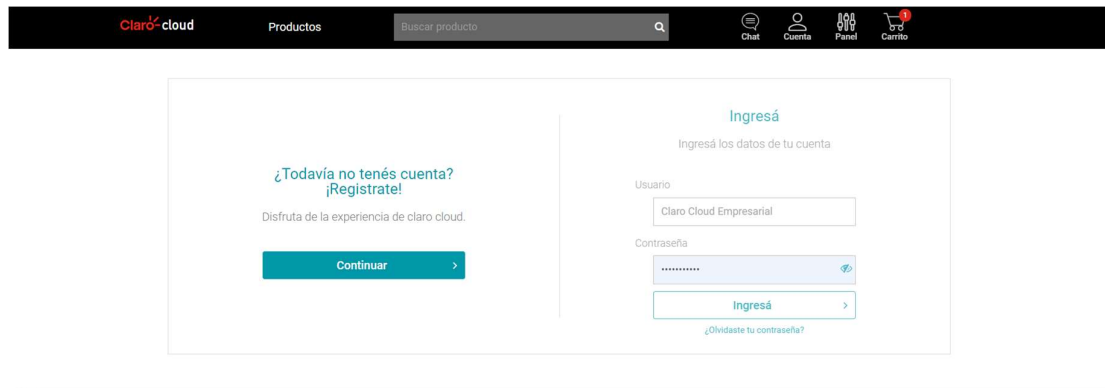 Claro-cloud
Productos
Buscar producto
Chat
Cuenta
Panel
1
Carrito
¿Todavía no tenés cuenta?
¡Registrate!
Disfruta de la experiencia de claro cloud.
Continuar >
Ingresá
Ingresá los datos de tu cuenta
Usuario
Claro Cloud Empresarial
Contraseña
•••••••••••
Ingresá >
¿Olvidaste tu contraseña?